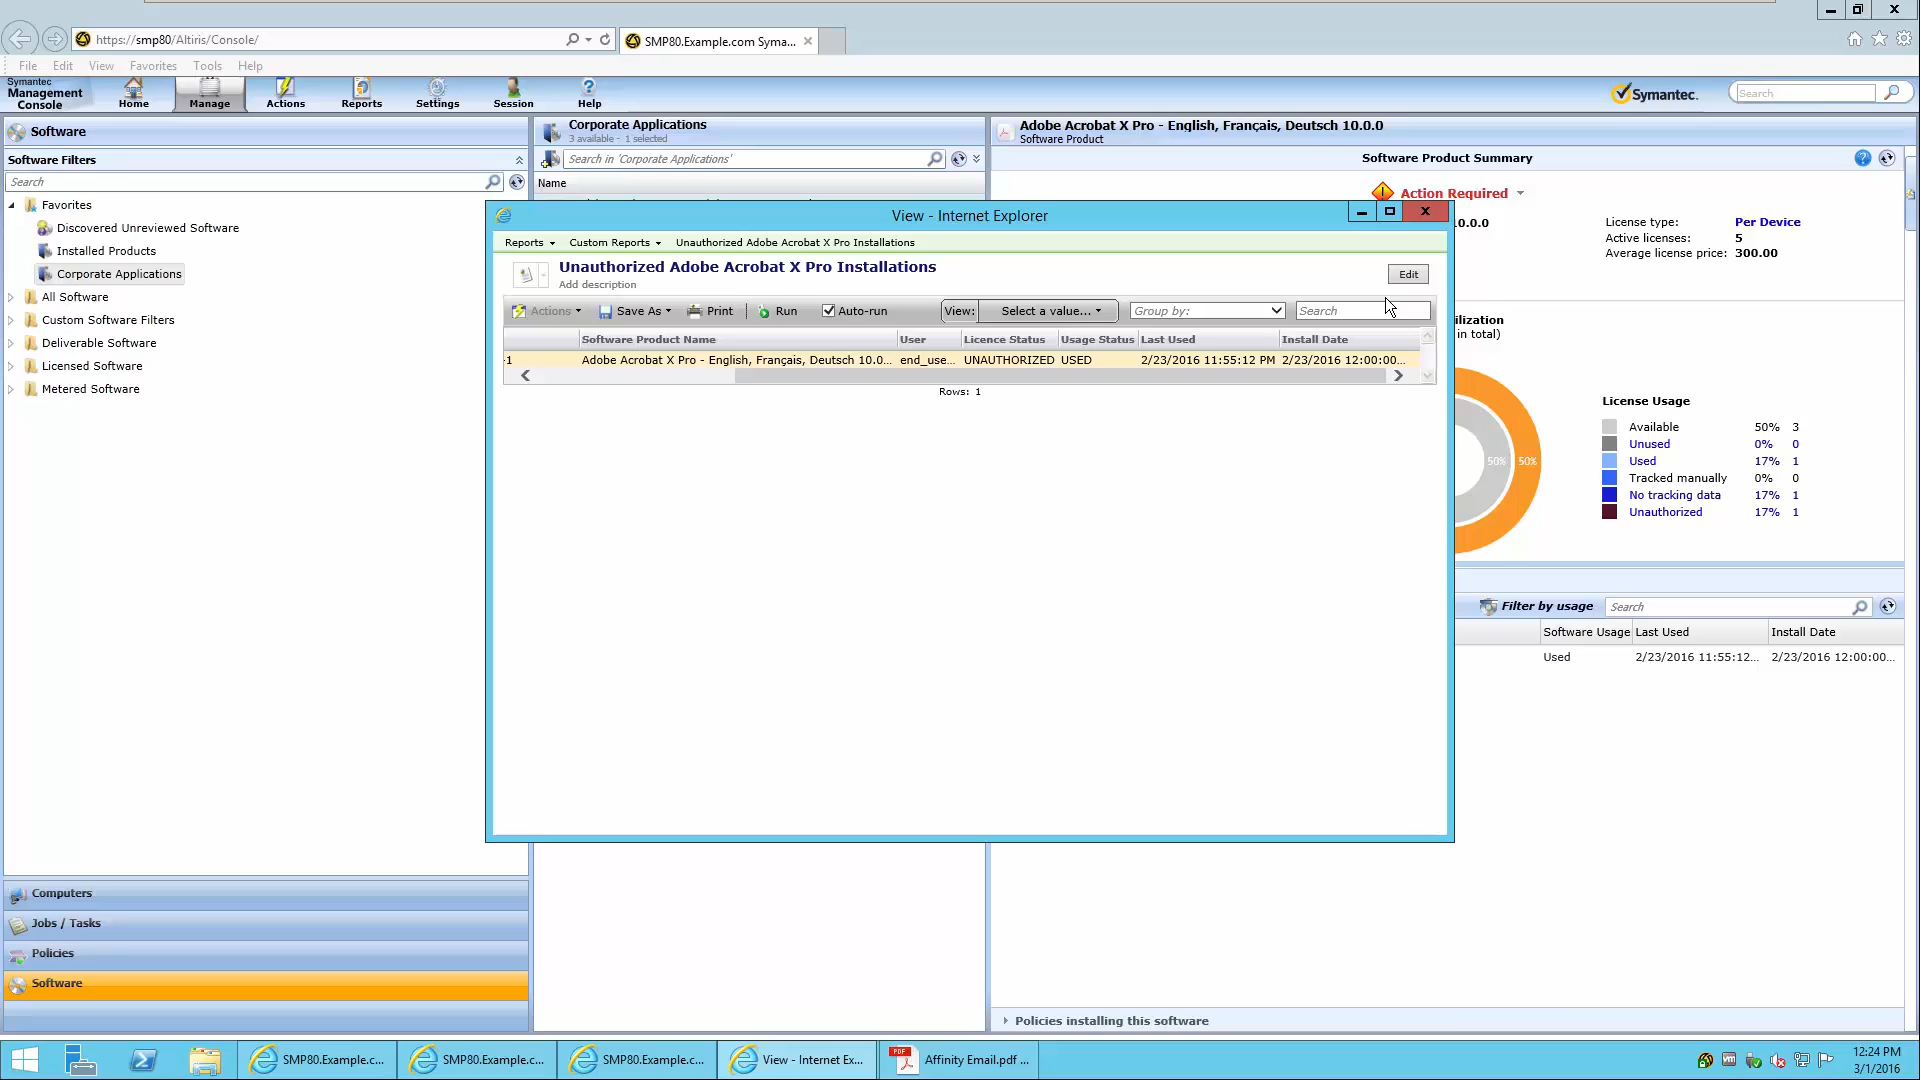 https://smp80/Altiris/Console/
SMP80.Example.com Syma...
File Edit View Favorites Tools Help
Symantec
Management
Console
Home Manage Actions Reports Settings Session Help
Symantec.
Search
Software
Software Filters
Search
Favorites
Discovered Unreviewed Software
Installed Products
Corporate Applications
All Software
Custom Software Filters
Deliverable Software
Licensed Software
Metered Software
Computers
Jobs / Tasks
Policies
Software
Corporate Applications
3 available - 1 selected
Search in 'Corporate Applications'
Name
Adobe Acrobat X Pro - English, Français, Deutsch 10.0.0
Software Product
Software Product Summary
Action Required
0.0.0
License type: Per Device
Active licenses: 5
Average license price: 300.00
ilization
in total)
50% 50%
License Usage
Available 50% 3
Unused 0% 0
Used 17% 1
Tracked manually 0% 0
No tracking data 17% 1
Unauthorized 17% 1
Filter by usage Search
Software Usage Last Used Install Date
Used 2/23/2016 11:55:12... 2/23/2016 12:00:00...
Policies installing this software
View - Internet Explorer
Reports Custom Reports Unauthorized Adobe Acrobat X Pro Installations
Unauthorized Adobe Acrobat X Pro Installations
Add description
Edit
Actions Save As Print Run Auto-run View: Select a value... Group by: Search
Software Product Name User Licence Status Usage Status Last Used Install Date
-1 Adobe Acrobat X Pro - English, Français, Deutsch 10.0... end_use... UNAUTHORIZED USED 2/23/2016 11:55:12 PM 2/23/2016 12:00:00...
Rows: 1
SMP80.Example.c... SMP80.Example.c... SMP80.Example.c... View - Internet Ex... PDF Affinity Email.pdf ...
12:24 PM
3/1/2016